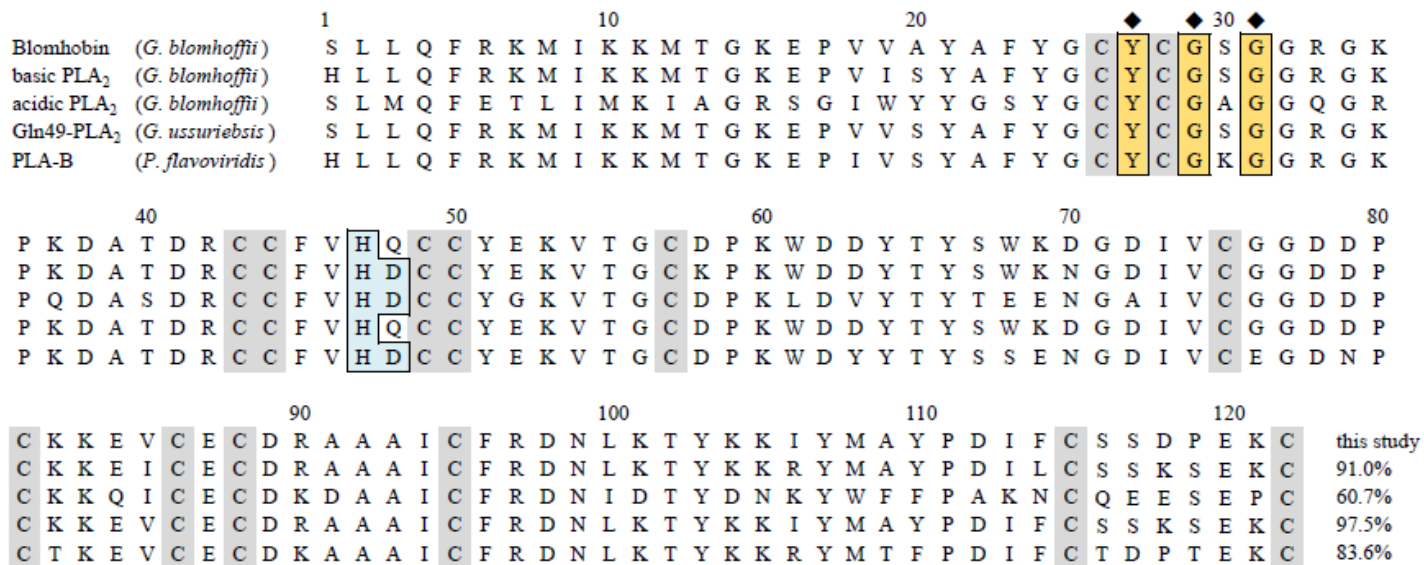 1 10 20 ◆ ◆ 30 ◆
Blomhobin (G. blomhoffii) S L L Q F R K M I K K M T G K E P V V A Y A F Y G C Y C G S G G R G K
basic PLA₂ (G. blomhoffii) H L L Q F R K M I K K M T G K E P V I S Y A F Y G C Y C G S G G R G K
acidic PLA₂ (G. blomhoffii) S L M Q F E T L I M K I A G R S G I W Y Y G S Y G C Y C G A G G Q G R
Gln49-PLA₂ (G. ussuriebsis) S L L Q F R K M I K K M T G K E P V V S Y A F Y G C Y C G S G G R G K
PLA-B (P. flavoviridis) H L L Q F R K M I K K M T G K E P I V S Y A F Y G C Y C G K G G R G K
40 50 60 70 80
P K D A T D R C C F V H Q C C Y E K V T G C D P K W D D Y T Y S W K D G D I V C G G D D P
P K D A T D R C C F V H D C C Y E K V T G C K P K W D D Y T Y S W K N G D I V C G G D D P
P Q D A S D R C C F V H D C C Y G K V T G C D P K L D V Y T Y T E E N G A I V C G G D D P
P K D A T D R C C F V H Q C C Y E K V T G C D P K W D D Y T Y S W K D G D I V C G G D D P
P K D A T D R C C F V H D C C Y E K V T G C D P K W D Y Y T Y S S E N G D I V C E G D N P
90 100 110 120
C K K E V C E C D R A A A I C F R D N L K T Y K K I Y M A Y P D I F C S S D P E K C this study
C K K E I C E C D R A A A I C F R D N L K T Y K K R Y M A Y P D I L C S S K S E K C 91.0%
C K K Q I C E C D K D A A I C F R D N I D T Y D N K Y W F F P A K N C Q E E S E P C 60.7%
C K K E V C E C D R A A A I C F R D N L K T Y K K I Y M A Y P D I F C S S K S E K C 97.5%
C T K E V C E C D K A A A I C F R D N L K T Y K K R Y M T F P D I F C T D P T E K C 83.6%